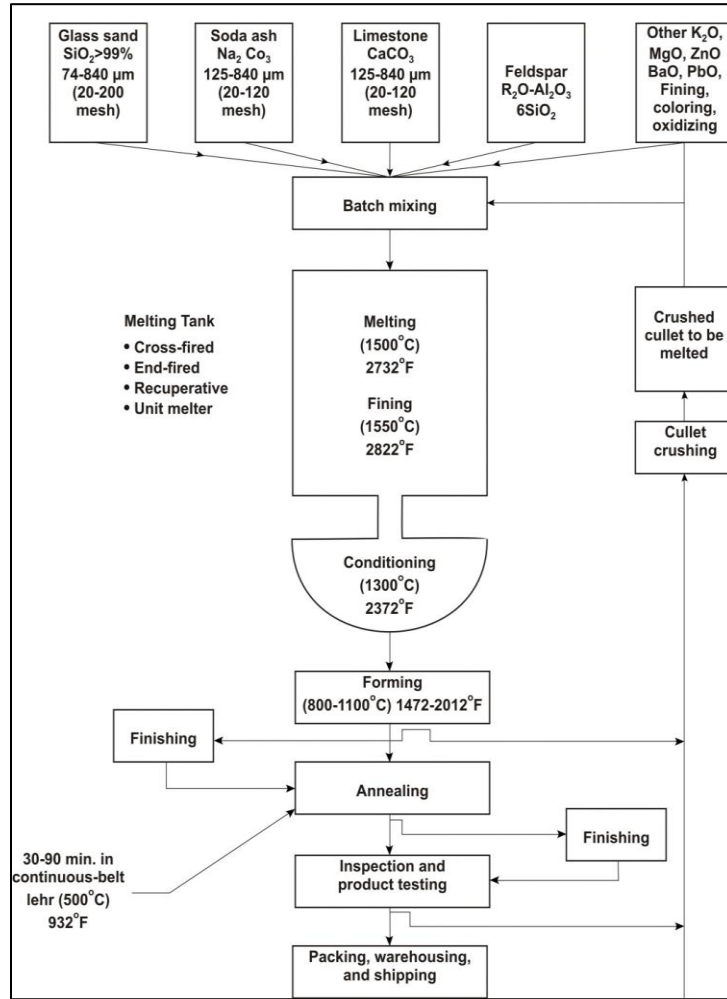 Glass sand
SiO₂>99%
74-840 µm
(20-200
mesh)
Soda ash
Na₂ Co₃
125-840 µm
(20-120
mesh)
Limestone
CaCO₃
125-840 µm
(20-120
mesh)
Feldspar
R₂O-Al₂O₃
6SiO₂
Other K₂O,
MgO, ZnO
BaO, PbO,
Fining,
coloring,
oxidizing
Batch mixing
Melting Tank
• Cross-fired
• End-fired
• Recuperative
• Unit melter
Melting
(1500°C)
2732°F
Fining
(1550°C)
2822°F
Crushed
cullet to be
melted
Cullet
crushing
Conditioning
(1300°C)
2372°F
Forming
(800-1100°C) 1472-2012°F
Finishing
Annealing
Finishing
30-90 min. in
continuous-belt
lehr (500°C)
932°F
Inspection and
product testing
Packing, warehousing,
and shipping